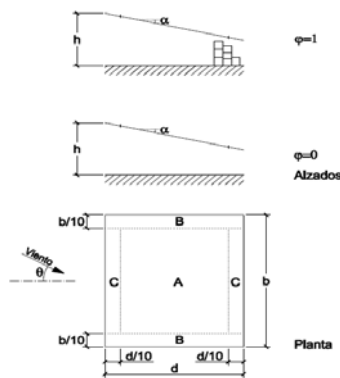 α
h
φ=1
α
h
φ=0
Alzados
b/10
B
Viento
θ
C
A
C
b
b/10
B
d/10
d/10
Planta
d